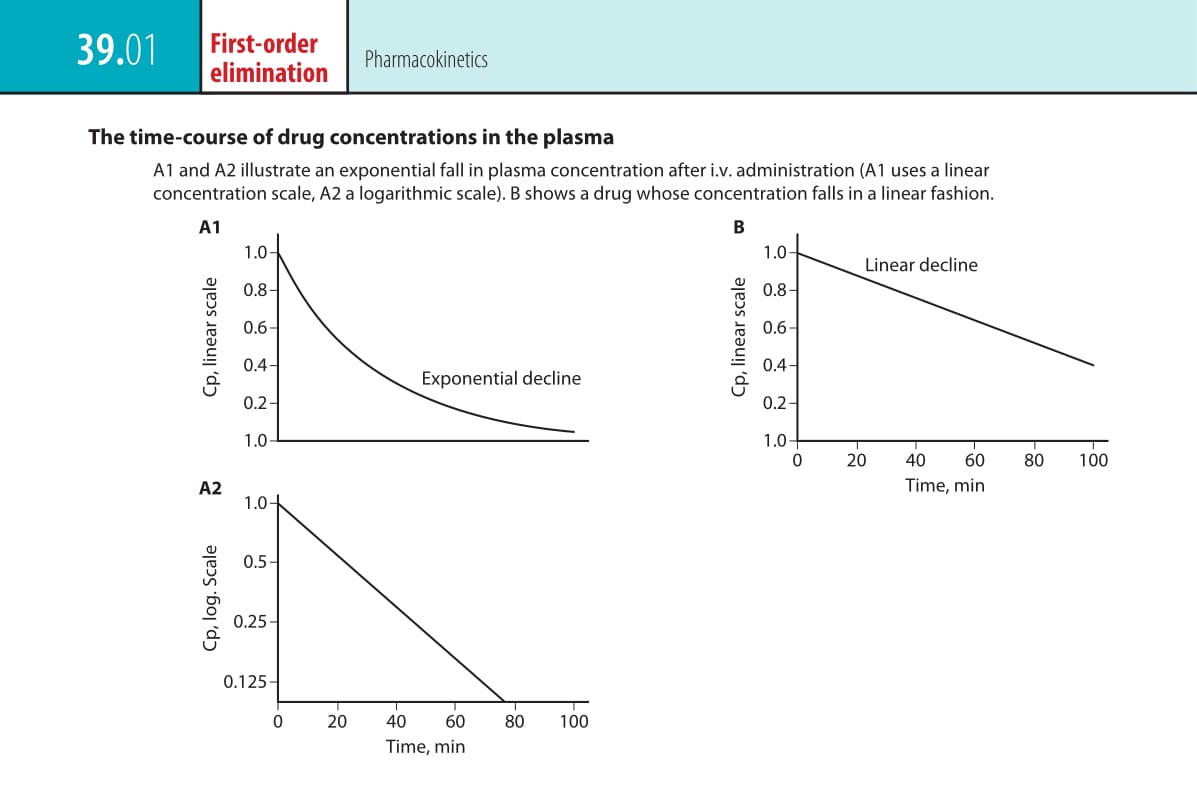 39.01
First-order
elimination
Pharmacokinetics
The time-course of drug concentrations in the plasma
A1 and A2 illustrate an exponential fall in plasma concentration after i.v. administration (A1 uses a linear
concentration scale, A2 a logarithmic scale). B shows a drug whose concentration falls in a linear fashion.
A1
Cp, linear scale
1.0
0.8
0.6
0.4
0.2
1.0
Exponential decline
B
Cp, linear scale
1.0
0.8
0.6
0.4
0.2
1.0
Linear decline
0 20 40 60 80 100
Time, min
A2
Cp, log. Scale
1.0
0.5
0.25
0.125
0 20 40 60 80 100
Time, min